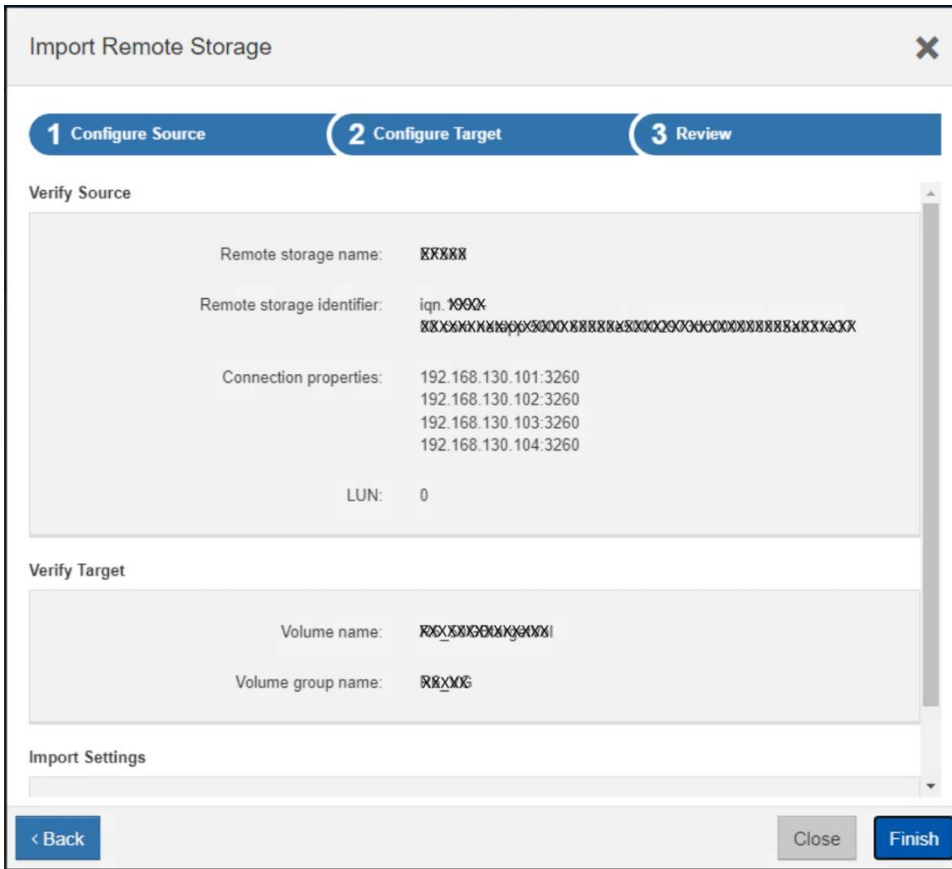 Import Remote Storage
1 Configure Source
2 Configure Target
3 Review
Verify Source
Remote storage name:
Remote storage identifier: iqn.
Connection properties: 192.168.130.101:3260
192.168.130.102:3260
192.168.130.103:3260
192.168.130.104:3260
LUN: 0
Verify Target
Volume name:
Volume group name:
Import Settings
< Back
Close
Finish